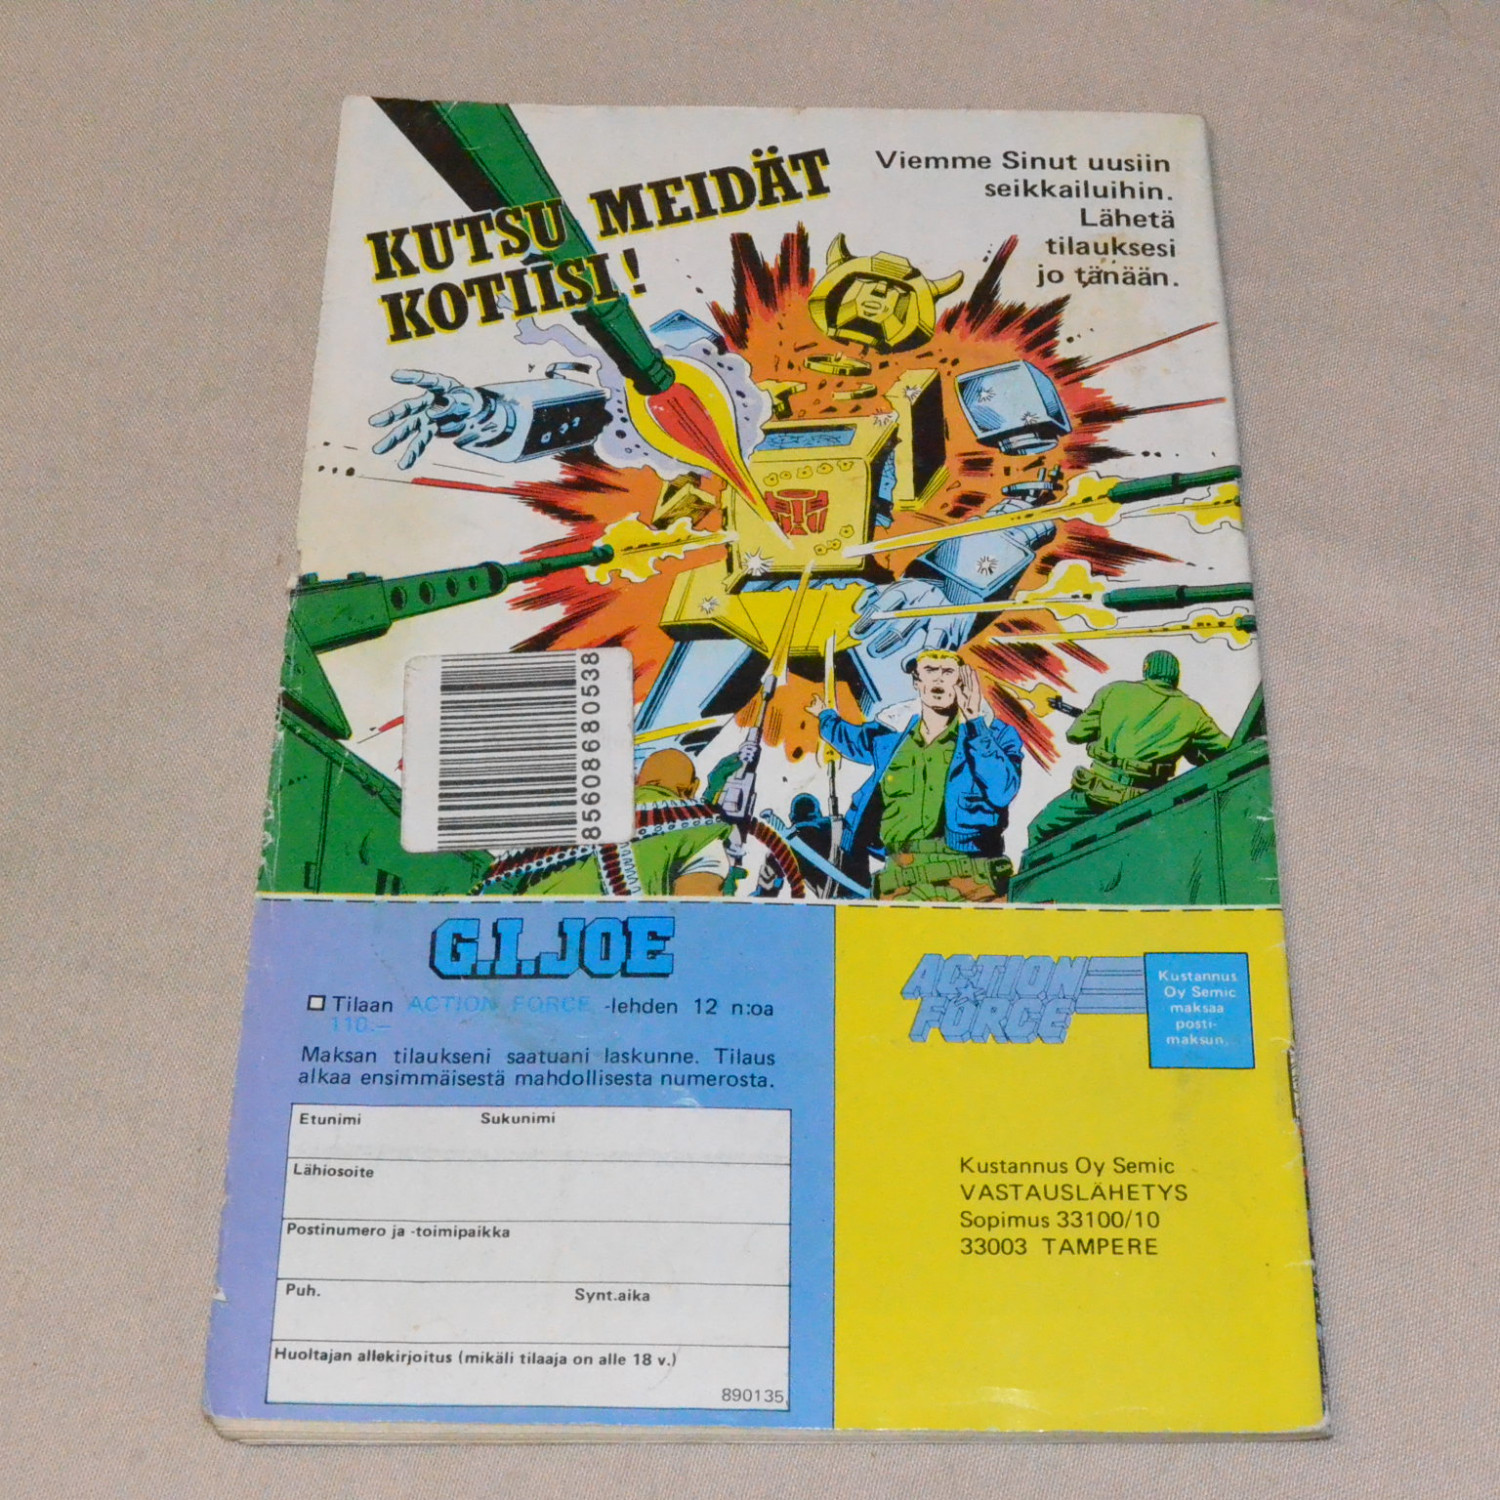 KUTSU MEIDÄT
KOTIISI!
Viemme Sinut uusiin
seikkailuihin.
Lähetä
tilauksesi
jo tänään.
8560868680538
G.I.JOE
Tilaan ACTION FORCE -lehden 12 n:oa
110.—
Maksan tilaukseni saatuani laskunne. Tilaus
alkaa ensimmäisestä mahdollisesta numerosta.
Etunimi Sukunimi
Lähiosoite
Postinumero ja -toimipaikka
Puh. Synt.aika
Huoltajan allekirjoitus (mikäli tilaaja on alle 18 v.)
890135
ACTION
FORCE
Kustannus
Oy Semic
maksaa
posti-
maksun.
Kustannus Oy Semic
VASTAUSLÄHETYS
Sopimus 33100/10
33003 TAMPERE